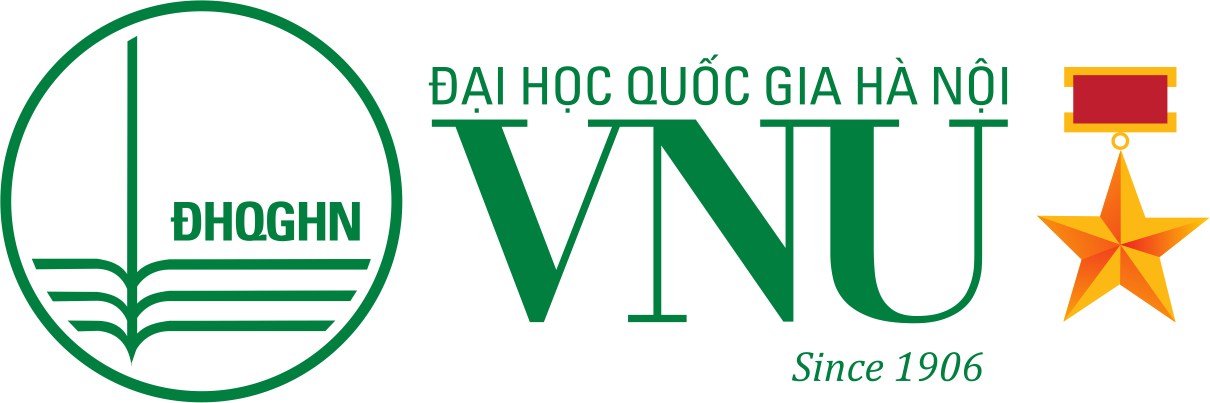 ĐHQGHN
ĐẠI HỌC QUỐC GIA HÀ NỘI
VNU
Since 1906